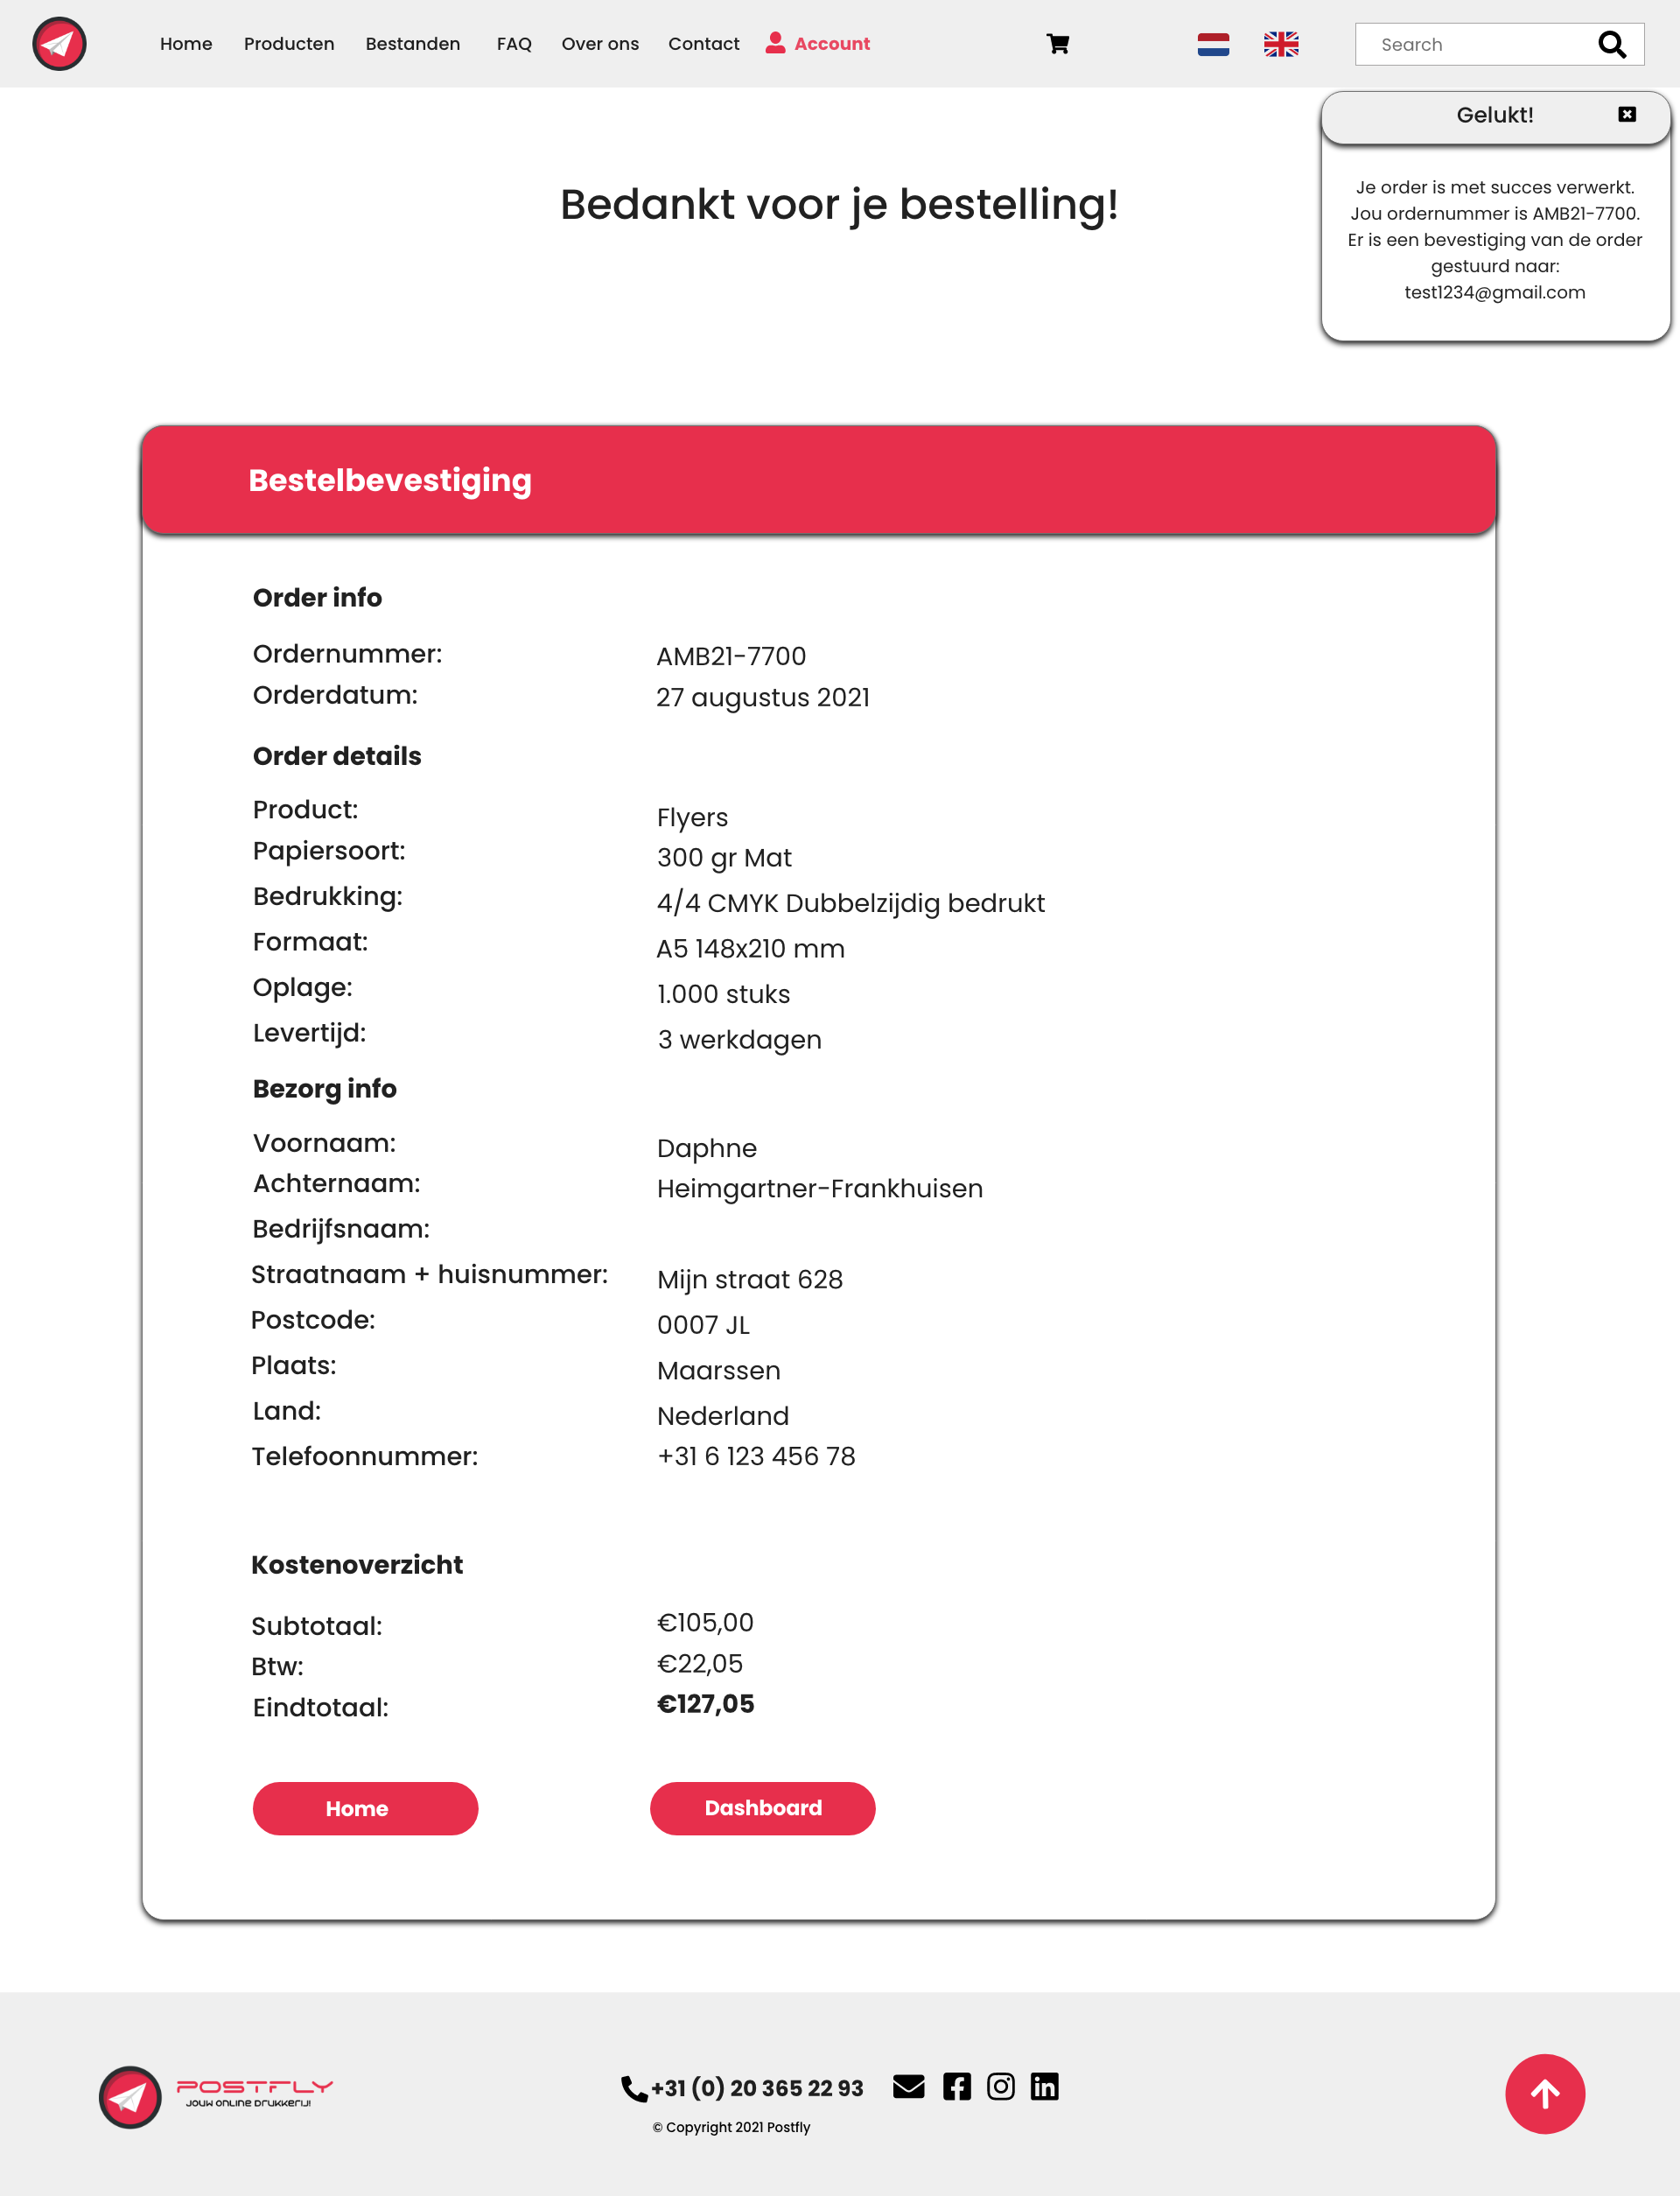 Home Producten Bestanden FAQ Over ons Contact Account Search
Gelukt!
Je order is met succes verwerkt.
Jou ordernummer is AMB21-7700.
Er is een bevestiging van de order
gestuurd naar:
test1234@gmail.com
Bedankt voor je bestelling!
Bestelbevestiging
Order info
Ordernummer: AMB21-7700
Orderdatum: 27 augustus 2021
Order details
Product: Flyers
Papiersoort: 300 gr Mat
Bedrukking: 4/4 CMYK Dubbelzijdig bedrukt
Formaat: A5 148x210 mm
Oplage: 1.000 stuks
Levertijd: 3 werkdagen
Bezorg info
Voornaam: Daphne
Achternaam: Heimgartner-Frankhuisen
Bedrijfsnaam:
Straatnaam + huisnummer: Mijn straat 628
Postcode: 0007 JL
Plaats: Maarssen
Land: Nederland
Telefoonnummer: +31 6 123 456 78
Kostenoverzicht
Subtotaal: €105,00
Btw: €22,05
Eindtotaal: €127,05
Home Dashboard
POSTFLY
Jouw online drukkerij!
+31 (0) 20 365 22 93
© Copyright 2021 Postfly